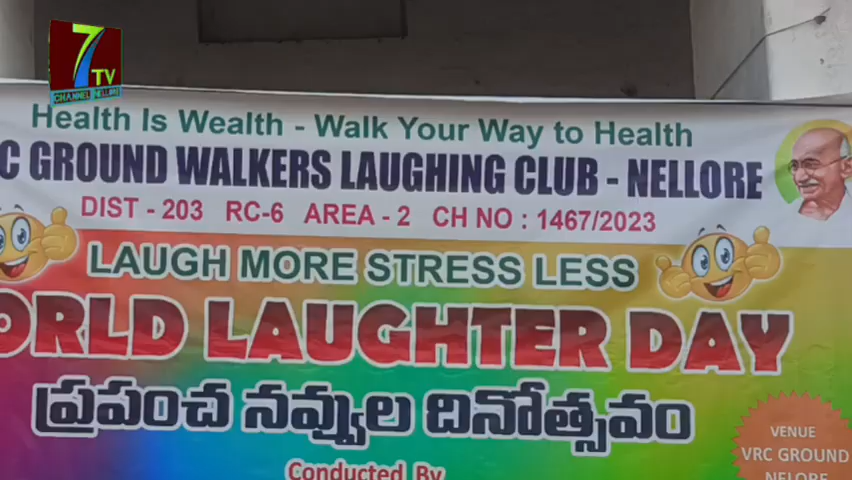 7
TV
CHANNEL NELLORE
Health Is Wealth - Walk Your Way to Health
RC GROUND WALKERS LAUGHING CLUB - NELLORE
DIST - 203 RC-6 AREA - 2 CH NO : 1467/2023
LAUGH MORE STRESS LESS
ORLD LAUGHTER DAY
ప్రపంచ నవ్వుల దినోత్సవం
VENUE
VRC GROUND
NELORE
Conducted By